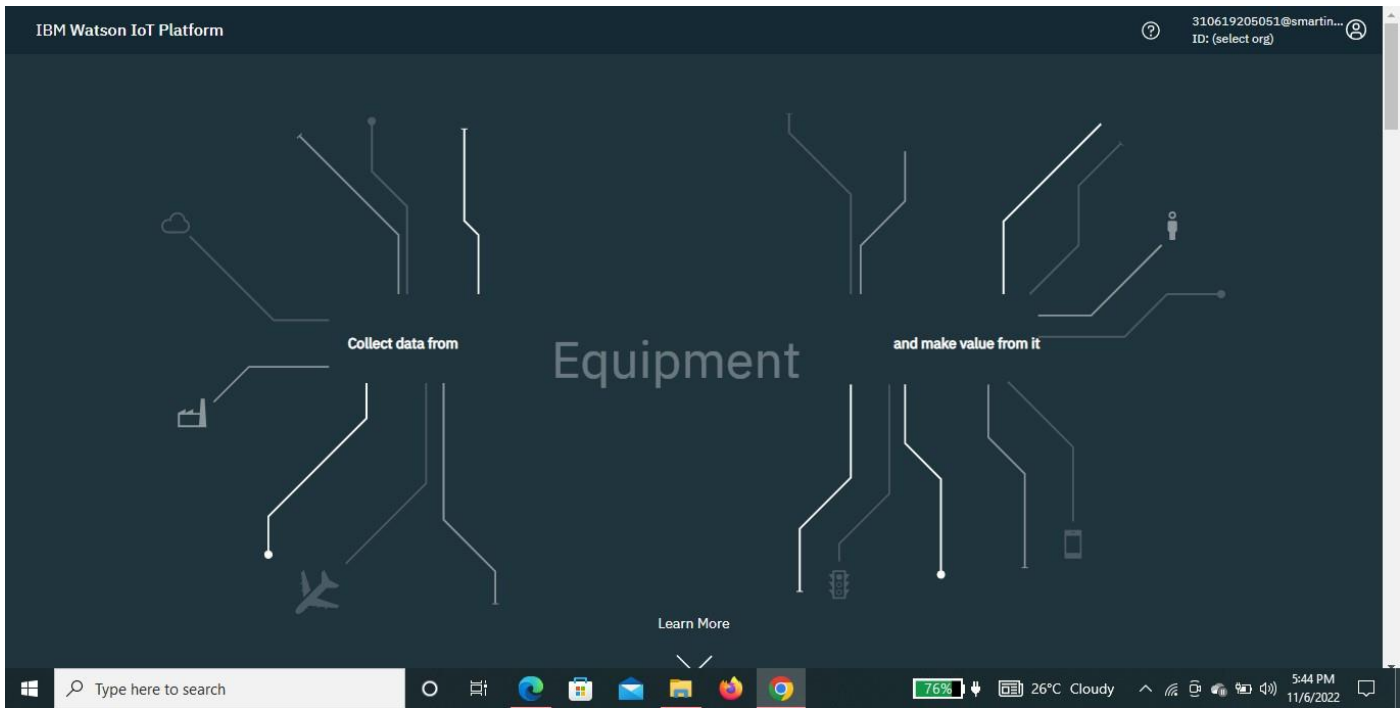 IBM Watson IoT Platform
310619205051@smartin...
ID: (select org)
Collect data from
Equipment
and make value from it
Learn More
Type here to search
76%
26°C Cloudy
5:44 PM
11/6/2022